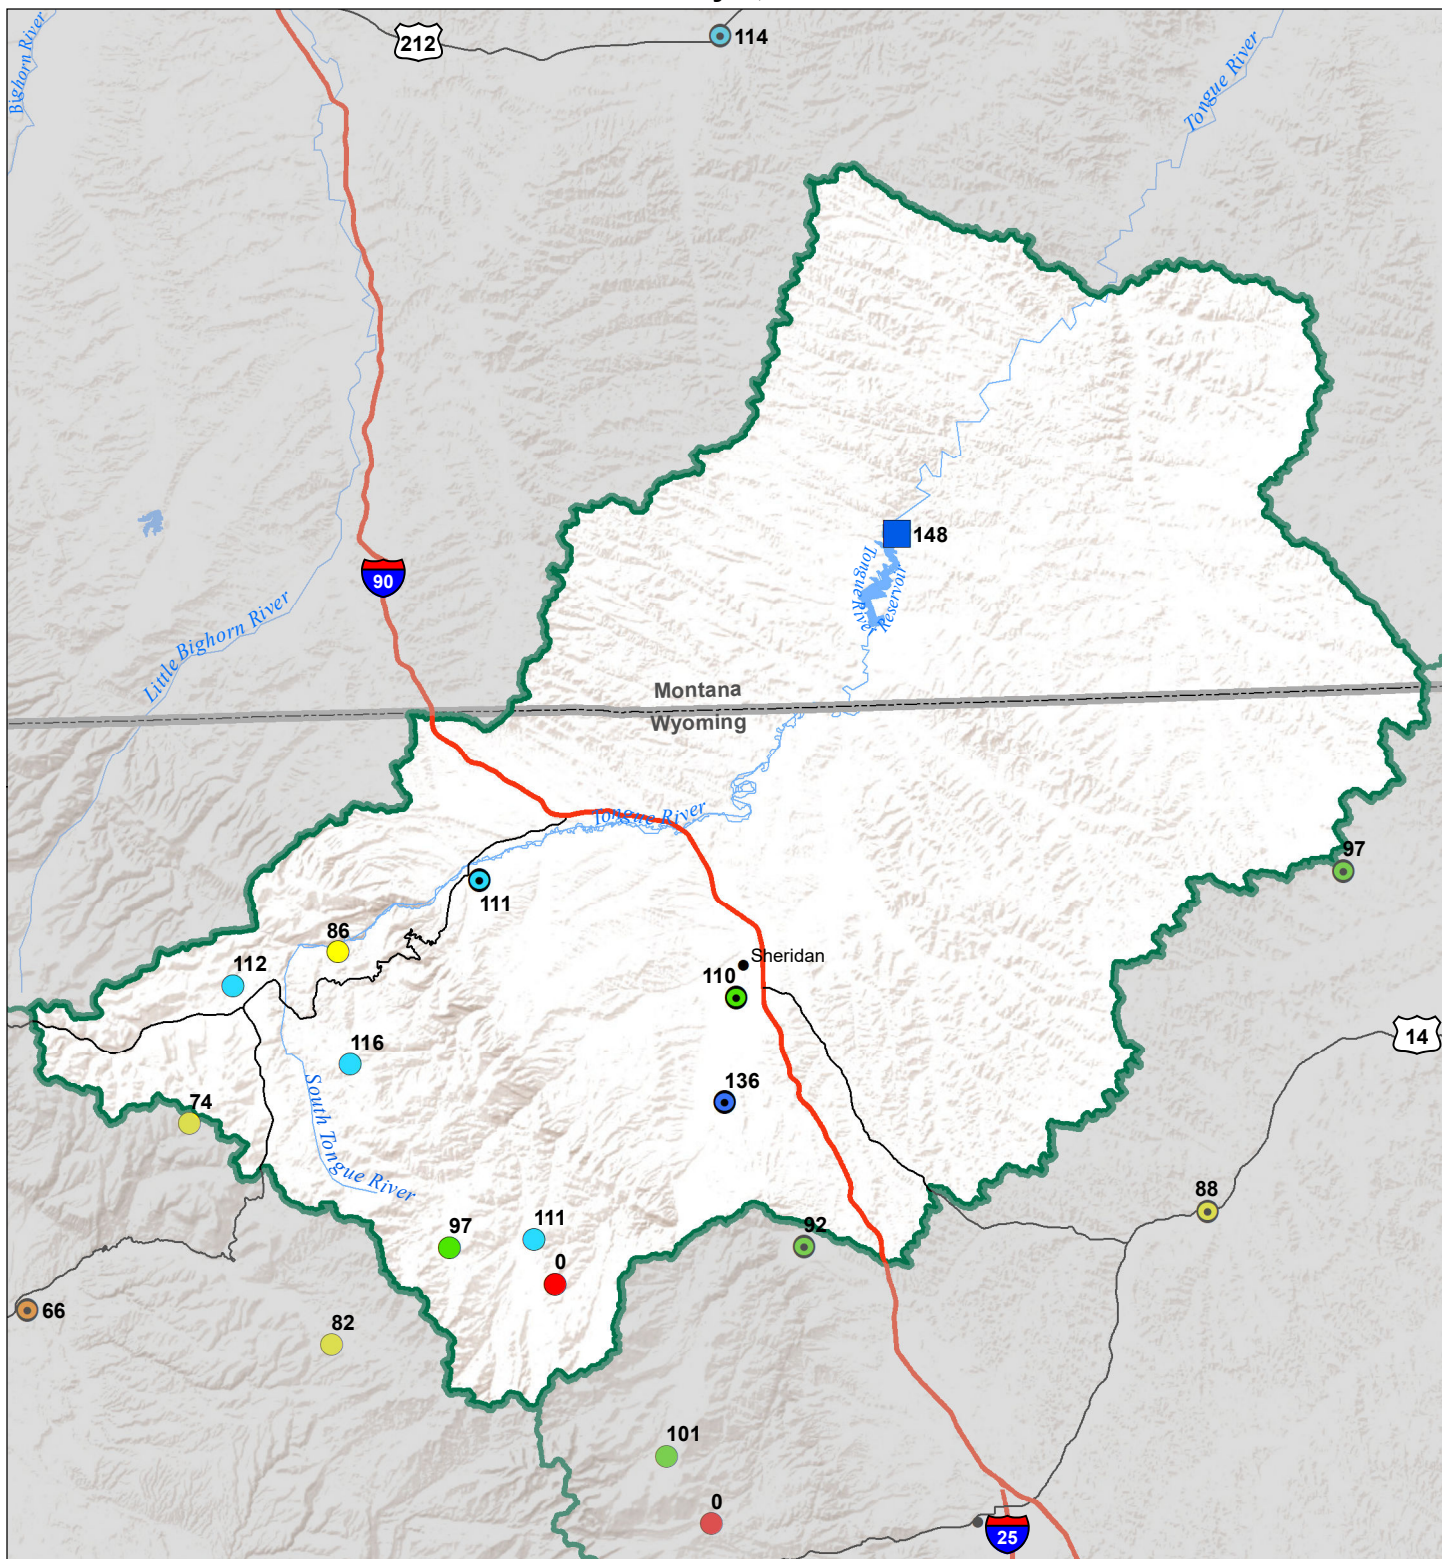 212
114
Bighorn River
Tongue River
148
Tongue River
Reservoir
90
Little Bighorn River
Montana
Wyoming
Tongue River
97
111
86
112
Sheridan
110
116
14
136
74
South Tongue River
88
97
111
92
0
66
82
101
0
25